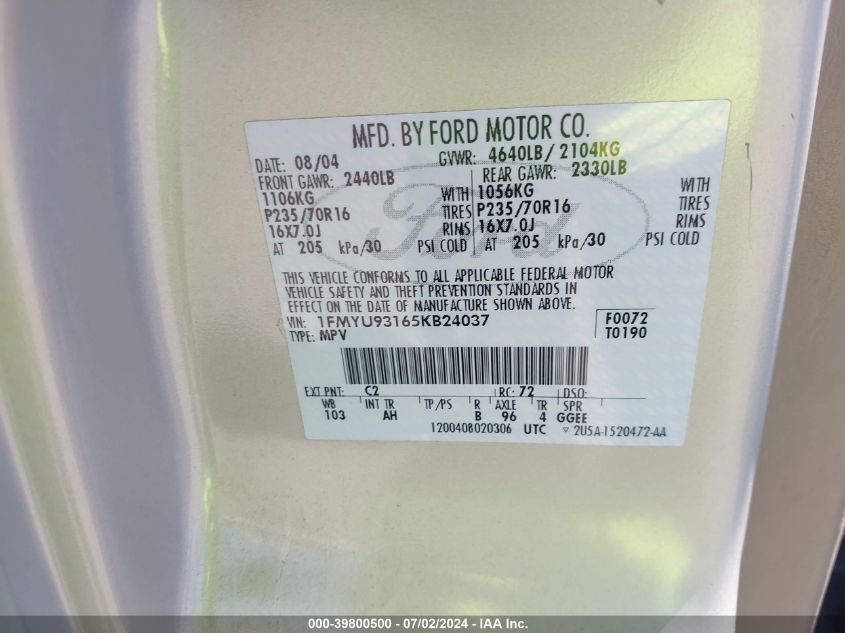 MFD. BY FORD MOTOR CO.
DATE: 08/04 GVWR: 4640LB/ 2104KG
FRONT GAWR: 2440LB REAR GAWR: 2330LB
1106KG WITH 1056KG WITH
P235/70R16 TIRES P235/70R16 TIRES
16X7.0J RIMS 16X7.0J RIMS
AT 205 kPa/30 PSI COLD AT 205 kPa/30 PSI COLD
Ford
THIS VEHICLE CONFORMS TO ALL APPLICABLE FEDERAL MOTOR
VEHICLE SAFETY AND THEFT PREVENTION STANDARDS IN
EFFECT ON THE DATE OF MANUFACTURE SHOWN ABOVE.
VIN: 1FMYU93165KB24037 F0072
TYPE: MPV T0190
EXT PNT: C2 RC: 72 DSO:
WB INT TR TP/PS R AXLE TR SPR
103 AH B 96 4 GGEE
1200408020306 UTC ▽ 2U5A-1520472-AA
000-39800500 - 07/02/2024 - IAA Inc.